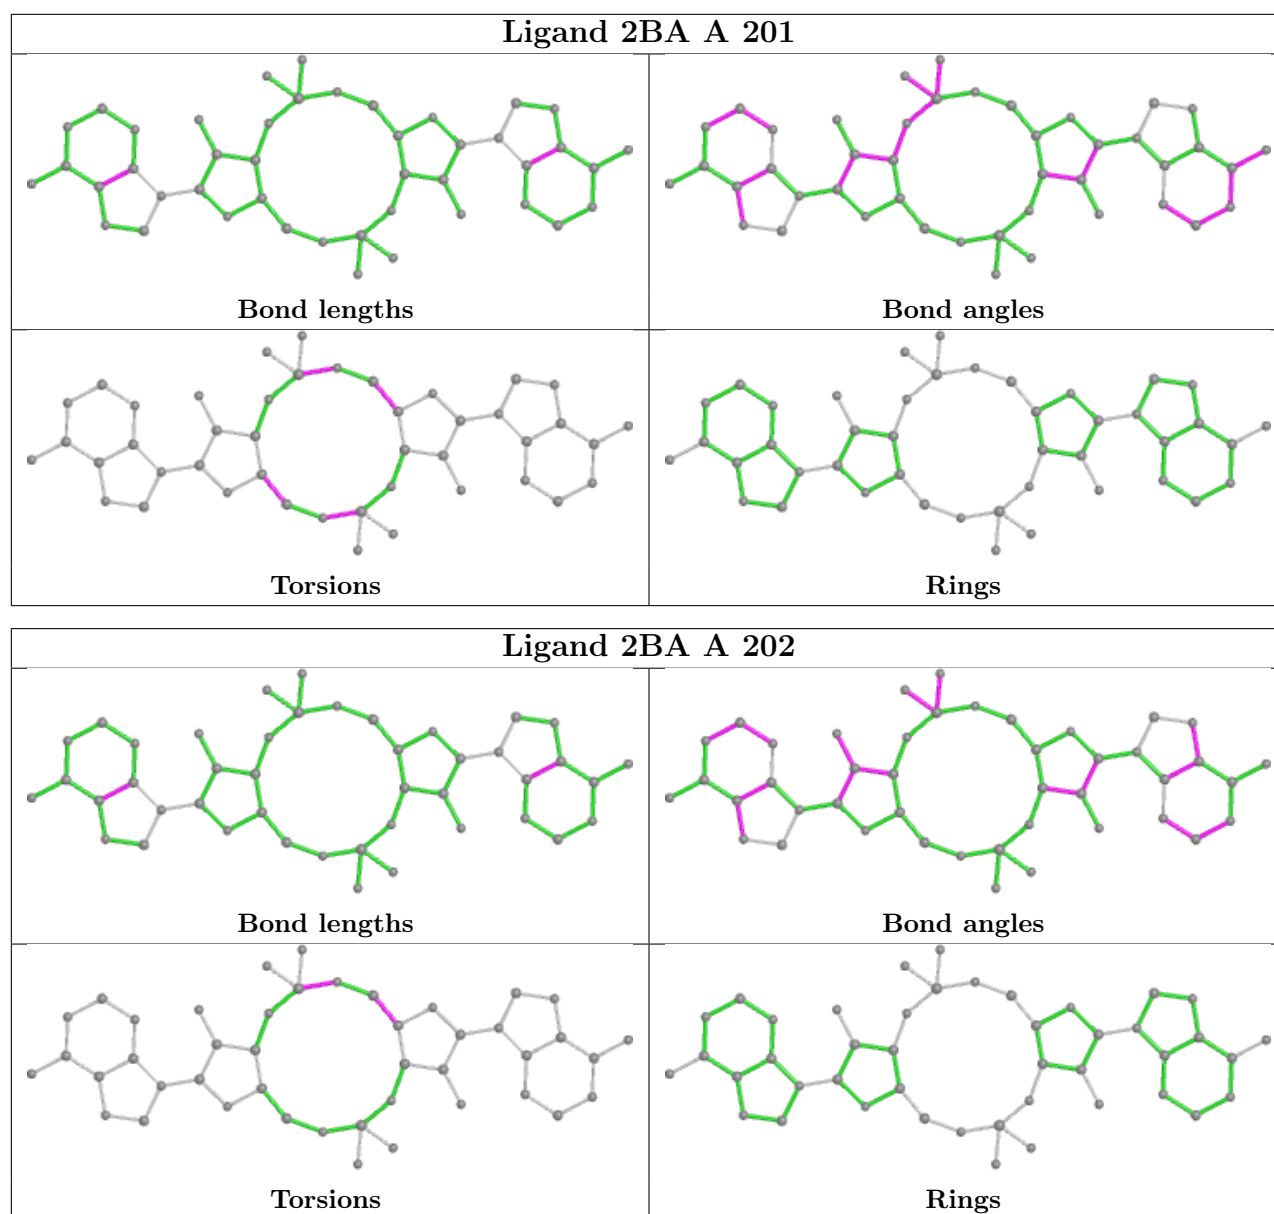 Ligand 2BA A 201
Bond lengths
Bond angles
Torsions
Rings
Ligand 2BA A 202
Bond lengths
Bond angles
Torsions
Rings